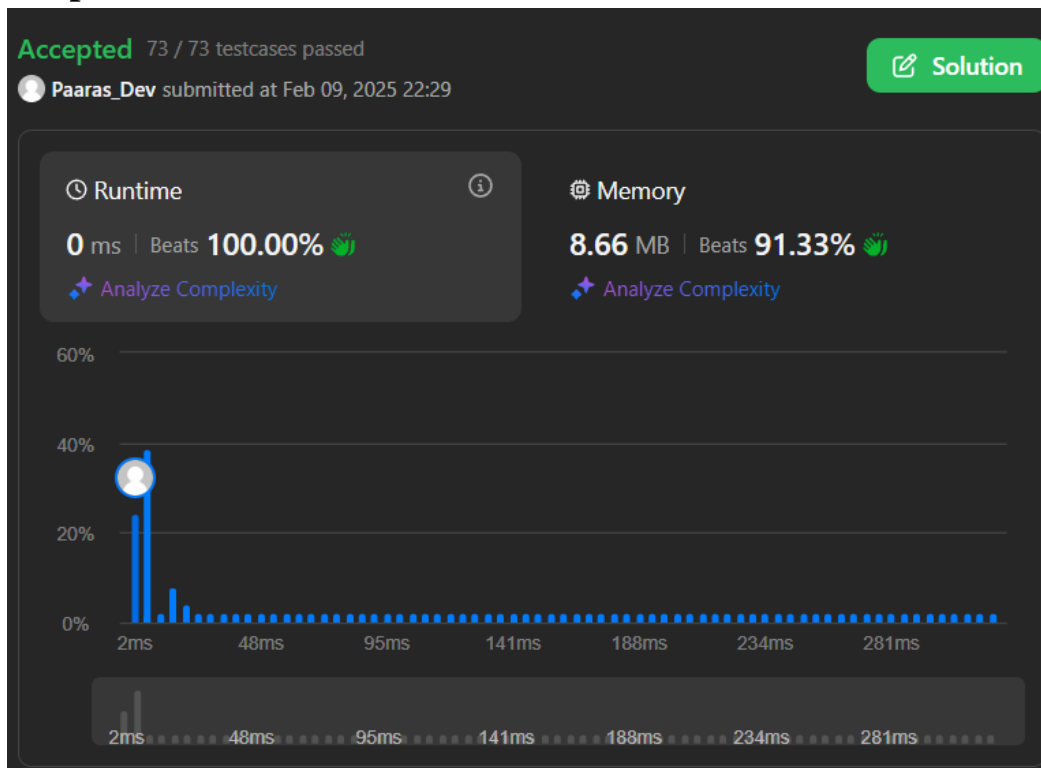 Accepted 73 / 73 testcases passed
Solution
Paaras_Dev submitted at Feb 09, 2025 22:29
Runtime
0 ms | Beats 100.00%
Analyze Complexity
Memory
8.66 MB | Beats 91.33%
Analyze Complexity
60%
40%
20%
0%
2ms 48ms 95ms 141ms 188ms 234ms 281ms
2ms 48ms 95ms 141ms 188ms 234ms 281ms